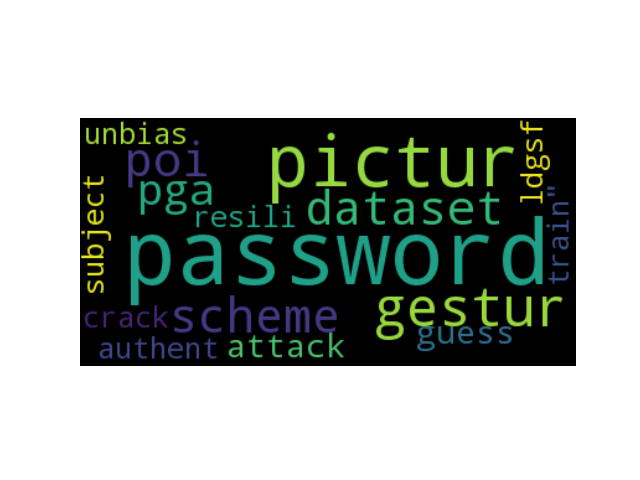 unbias
poi
pictur
ldgsf
subject
pga
resili
dataset
train"
password
crack
scheme
gestur
authent
attack
guess